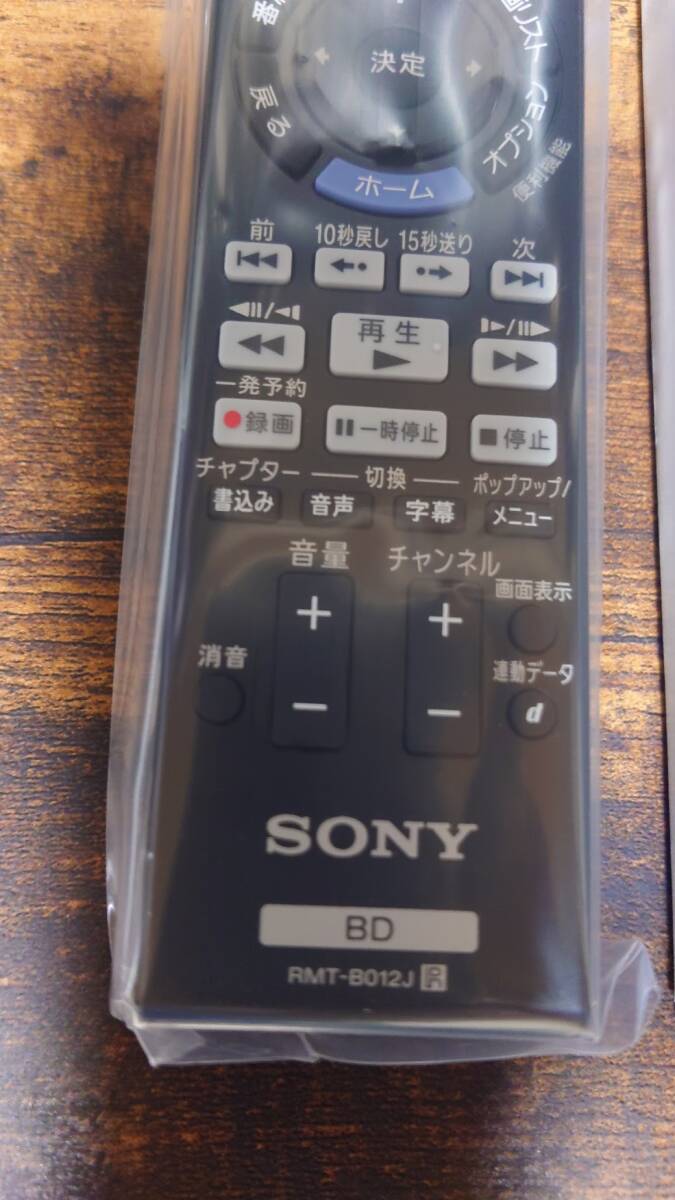 決定
戻る
オプション
便利機能
ホーム
前 10秒戻し 15秒送り 次
再生
一発予約
録画 一時停止 停止
チャプター 切換 ポップアップ/
書込み 音声 字幕 メニュー
音量 チャンネル
画面表示
+ +
消音
連動データ
− − d
SONY
BD
RMT-B012J